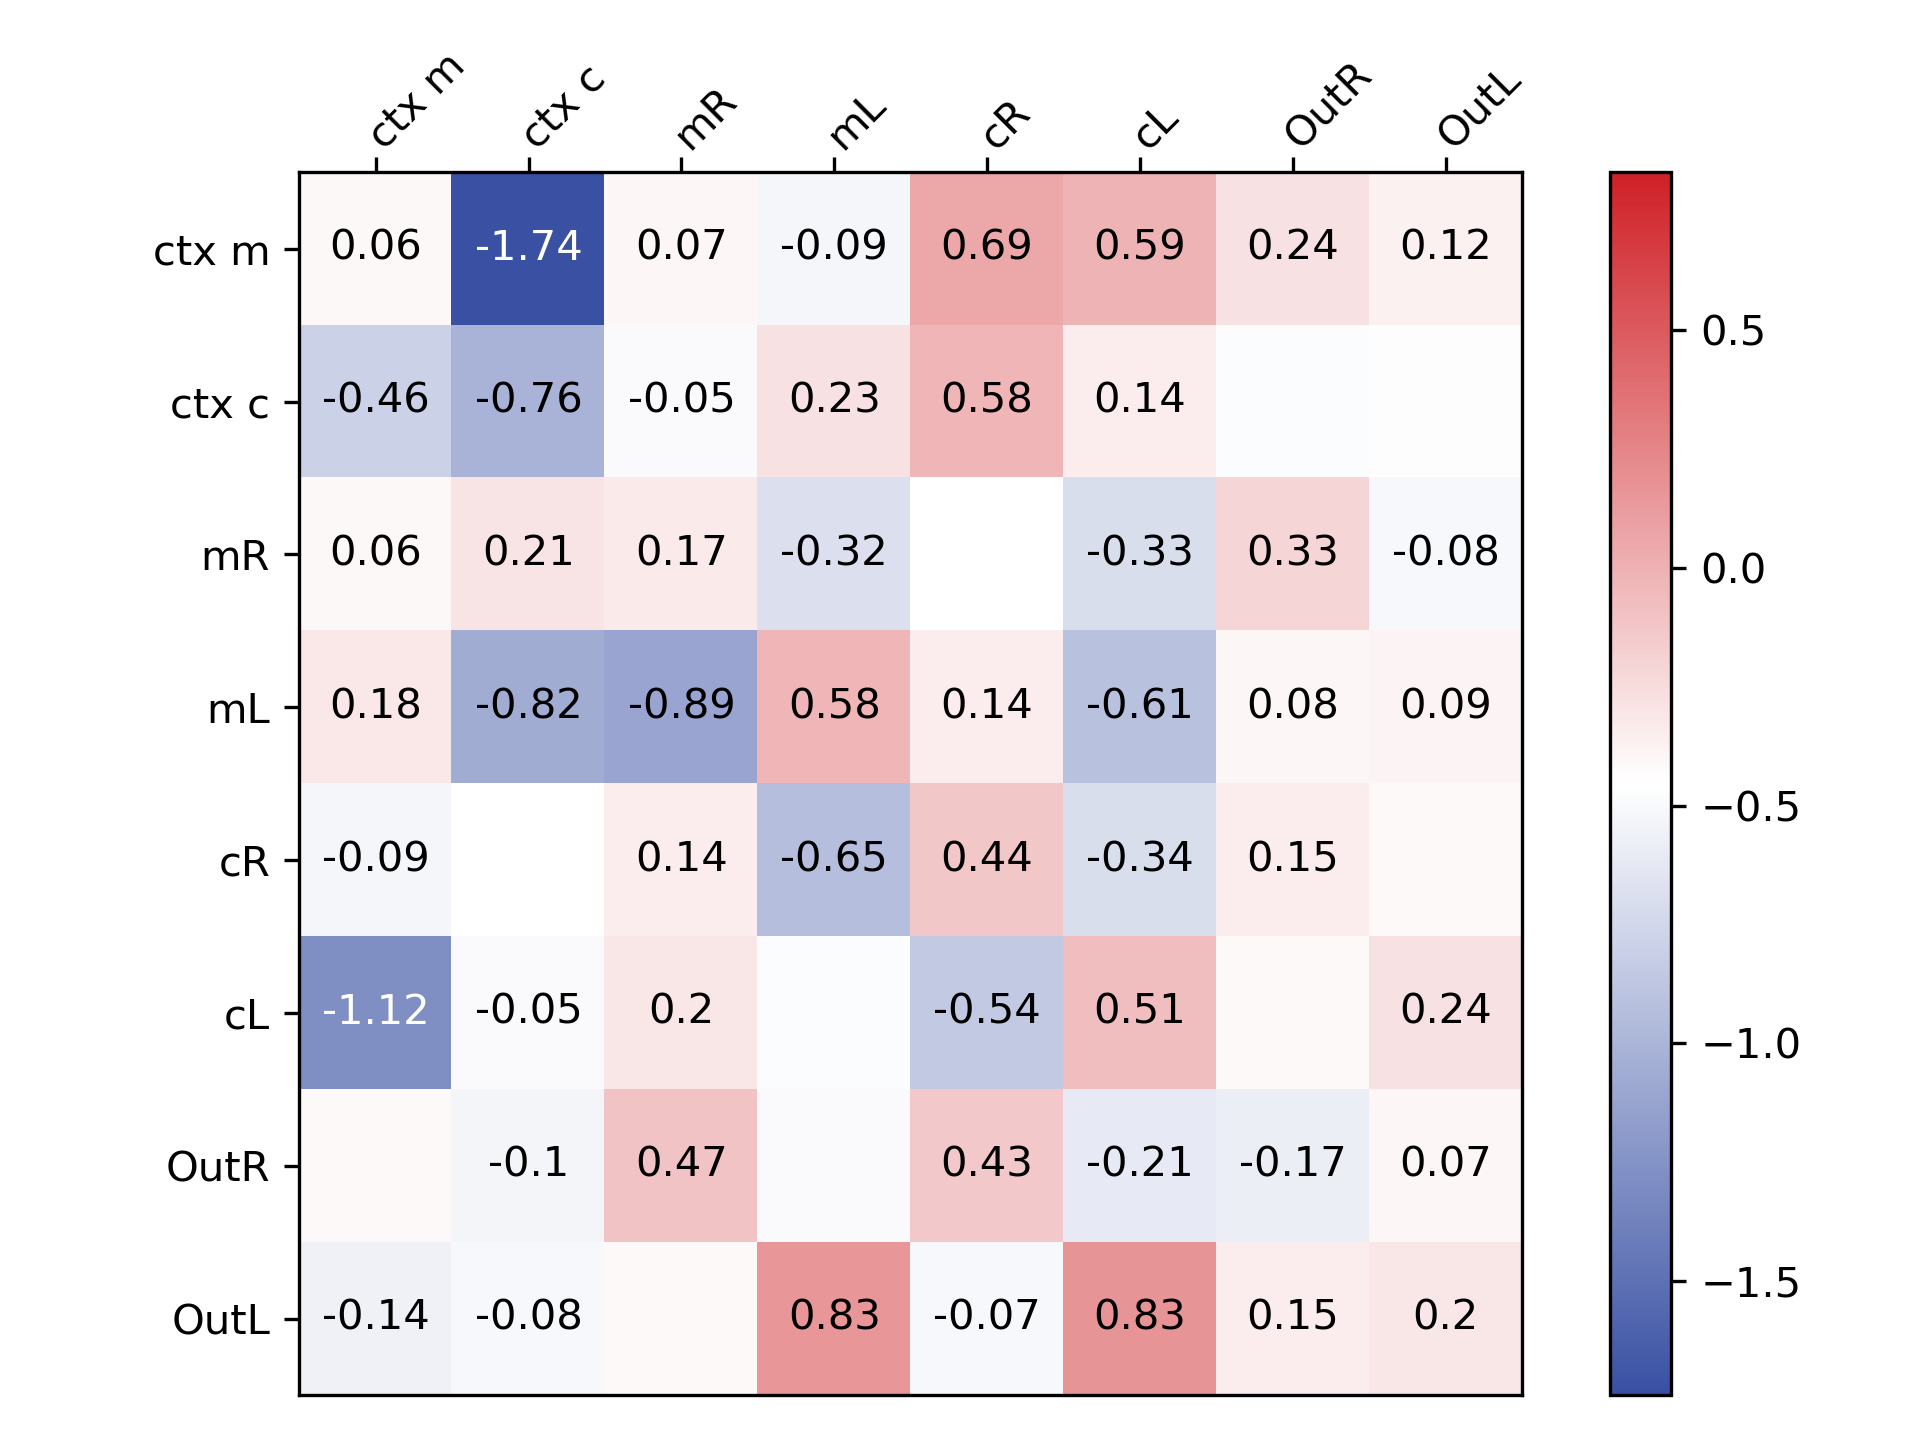 ctx m ctx c mR mL cR cL OutR OutL
ctx m 0.06 -1.74 0.07 -0.09 0.69 0.59 0.24 0.12
0.5
ctx c -0.46 -0.76 -0.05 0.23 0.58 0.14
mR 0.06 0.21 0.17 -0.32 -0.33 0.33 -0.08
0.0
mL 0.18 -0.82 -0.89 0.58 0.14 -0.61 0.08 0.09
−0.5
cR -0.09 0.14 -0.65 0.44 -0.34 0.15
cL -1.12 -0.05 0.2 -0.54 0.51 0.24
−1.0
OutR -0.1 0.47 0.43 -0.21 -0.17 0.07
−1.5
OutL -0.14 -0.08 0.83 -0.07 0.83 0.15 0.2